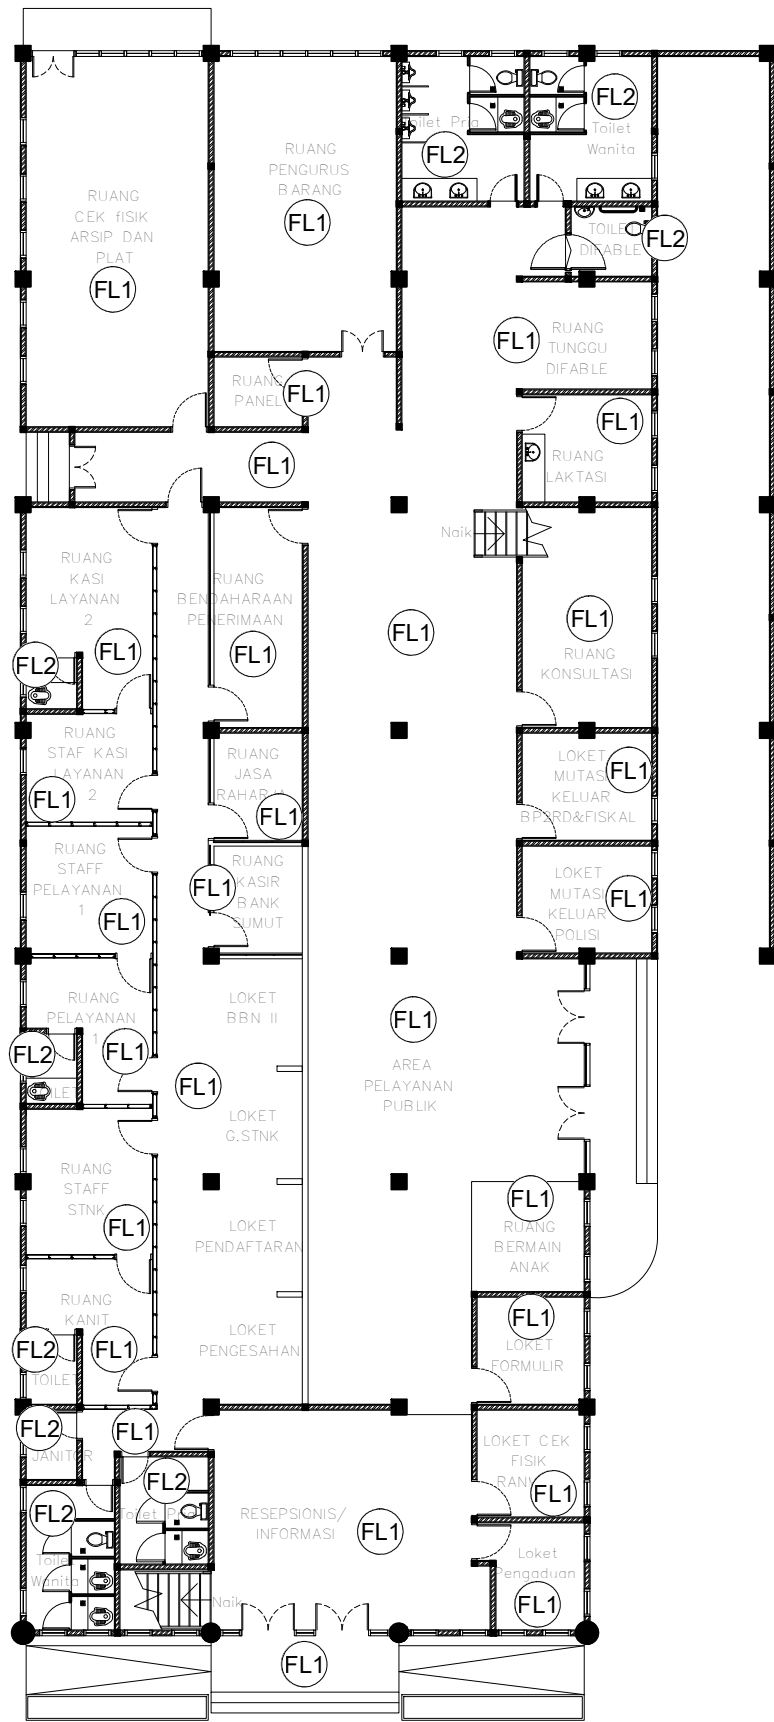 FL2
Toilet Pria
FL2
Toilet
Wanita
RUANG
PENGURUS
BARANG
FL1
RUANG
CEK fISIK
ARSIP DAN
PLAT
FL1
TOILET
DIFABLE
FL2
FL1
RUANG
TUNGGU
DIFABLE
RUANG
PANEL
FL1
FL1
RUANG
LAKTASI
FL1
Naik
RUANG
KASI
LAYANAN
2
FL1
FL2
RUANG
BENDAHARAAN
PENERIMAAN
FL1
FL1
FL1
RUANG
KONSULTASI
RUANG
STAF KASI
LAYANAN
2
FL1
RUANG
JASA
RAHARJA
FL1
LOKET
MUTASI
KELUAR
BP2RD&FISKAL
FL1
RUANG
STAFF
PELAYANAN
1
FL1
FL1
RUANG
KASIR
BANK
SUMUT
LOKET
MUTASI
KELUAR
POLISI
FL1
RUANG
PELAYANAN
1
FL1
FL2
TOILET
LOKET
BBN II
FL1
FL1
AREA
PELAYANAN
PUBLIK
LOKET
G.STNK
RUANG
STAFF
STNK
FL1
LOKET
PENDAFTARAN
FL1
RUANG
BERMAIN
ANAK
RUANG
KANIT
FL1
FL2
TOILET
LOKET
PENGESAHAN
FL1
LOKET
FORMULIR
FL2
JANITOR
FL1
LOKET CEK
FISIK
FL1
FL2
Toilet Pria
FL2
Toilet
Wanita
RESEPSIONIS/
INFORMASI
FL1
Loket
Pengaduan
FL1
Naik
FL1